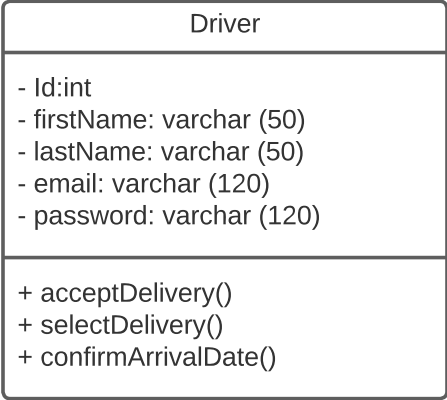 Driver
- Id:int
- firstName: varchar (50)
- lastName: varchar (50)
- email: varchar (120)
- password: varchar (120)
+ acceptDelivery()
+ selectDelivery()
+ confirmArrivalDate()